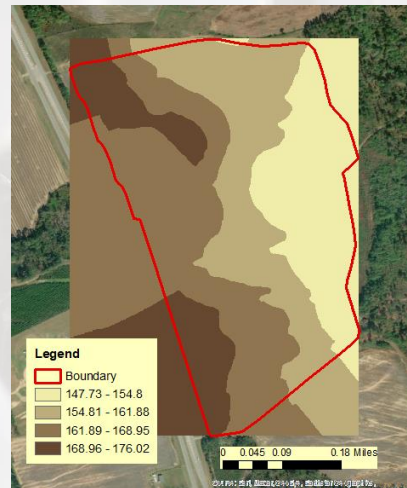 Legend
Boundary
147.73 - 154.8
154.81 - 161.88
161.89 - 168.95
168.96 - 176.02
0 0.045 0.09 0.18 Miles